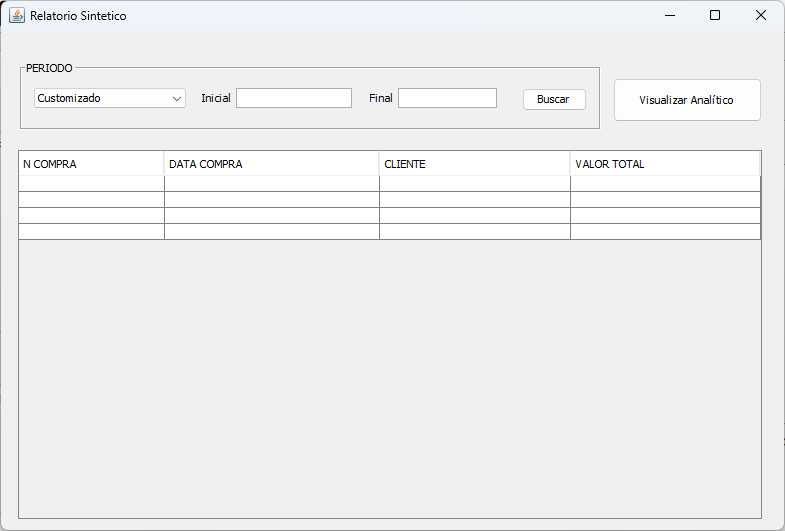 Relatorio Sintetico
PERIODO
Customizado Inicial Final Buscar Visualizar Analítico
N COMPRA DATA COMPRA CLIENTE VALOR TOTAL